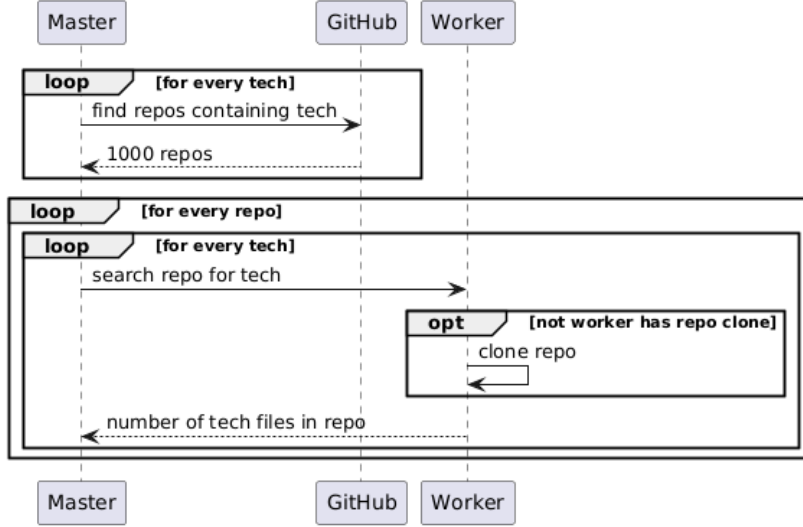 Master GitHub Worker
loop [for every tech]
find repos containing tech
1000 repos
loop [for every repo]
loop [for every tech]
search repo for tech
opt [not worker has repo clone]
clone repo
number of tech files in repo
Master GitHub Worker